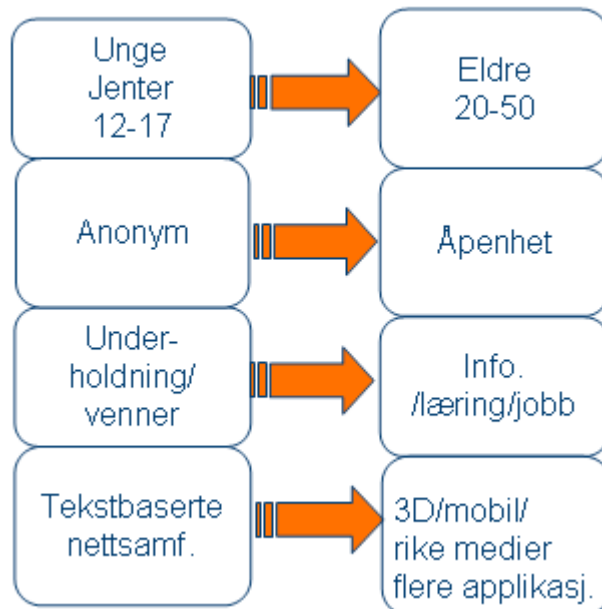 Unge
Jenter
12-17
Eldre
20-50
Anonym
Åpenhet
Under-
holdning/
venner
Info.
/læring/jobb
Tekstbaserte
nettsamf.
3D/mobil/
rike medier
flere applikasj.